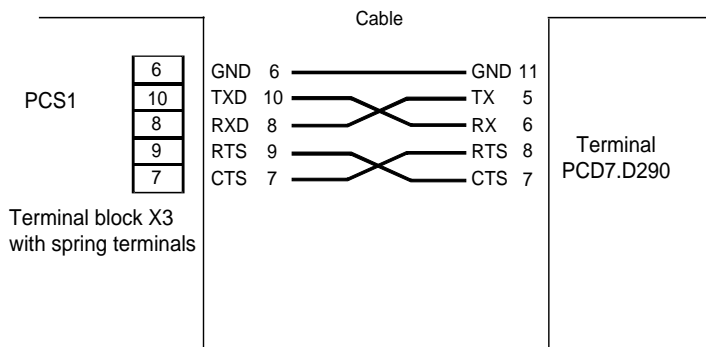 Cable
6 GND 6 GND 11
PCS1 10 TXD 10 TX 5
8 RXD 8 RX 6
9 RTS 9 RTS 8
7 CTS 7 CTS 7
Terminal
PCD7.D290
Terminal block X3
with spring terminals